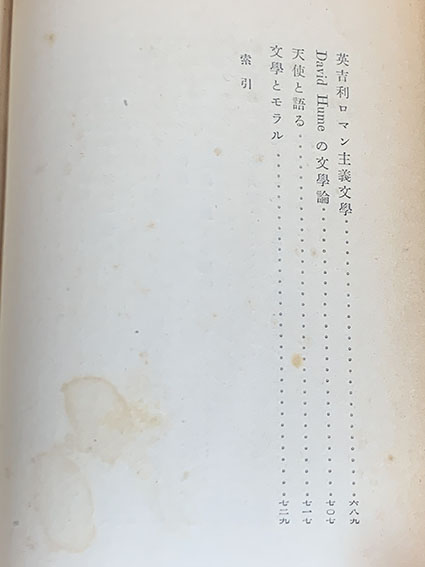 英吉利ロマン主義文學……………………六八九
David Hume の文學論……………………七〇七
天使と語る……………………七一七
文學とモラル……………………七二九
索引